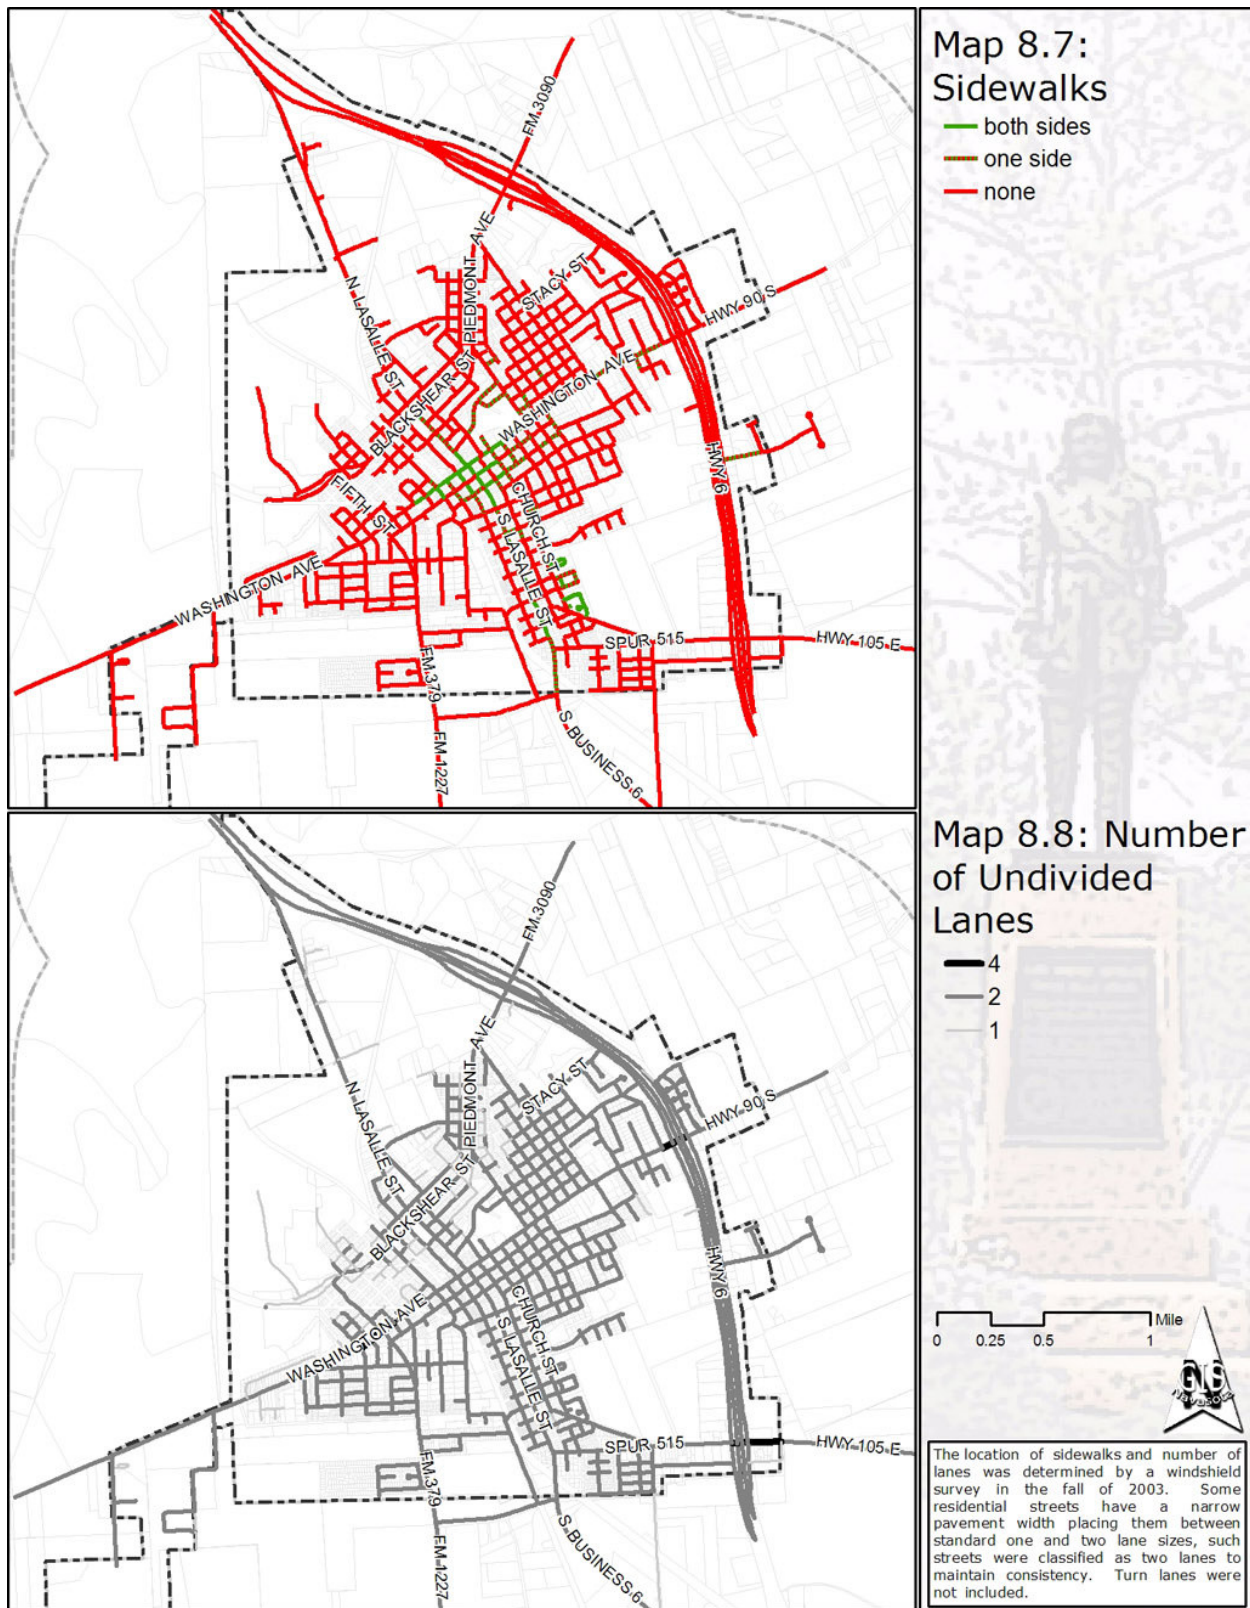 Map 8.7:
Sidewalks
both sides
one side
none
FM 3090
PIEDMONT AVE
STACY ST
HWY 90 S
N LASALLE ST
BLACKSHEAR ST
WASHINGTON AVE
HWY 6
FIFTH ST
CHURCH ST
S LASALLE ST
WASHINGTON AVE
SPUR 515
HWY 105 E
FM 379
S BUSINESS 6
FM 1227
Map 8.8: Number
of Undivided
Lanes
4
2
1
FM 3090
PIEDMONT AVE
STACY ST
HWY 90 S
N LASALLE ST
BLACKSHEAR ST
HWY 6
WASHINGTON AVE
CHURCH ST
S LASALLE ST
SPUR 515
HWY 105 E
FM 379
S BUSINESS 6
FM 1227
Mile
0 0.25 0.5 1
GIS
Navasota
The location of sidewalks and number of
lanes was determined by a windshield
survey in the fall of 2003. Some
residential streets have a narrow
pavement width placing them between
standard one and two lane sizes, such
streets were classified as two lanes to
maintain consistency. Turn lanes were
not included.